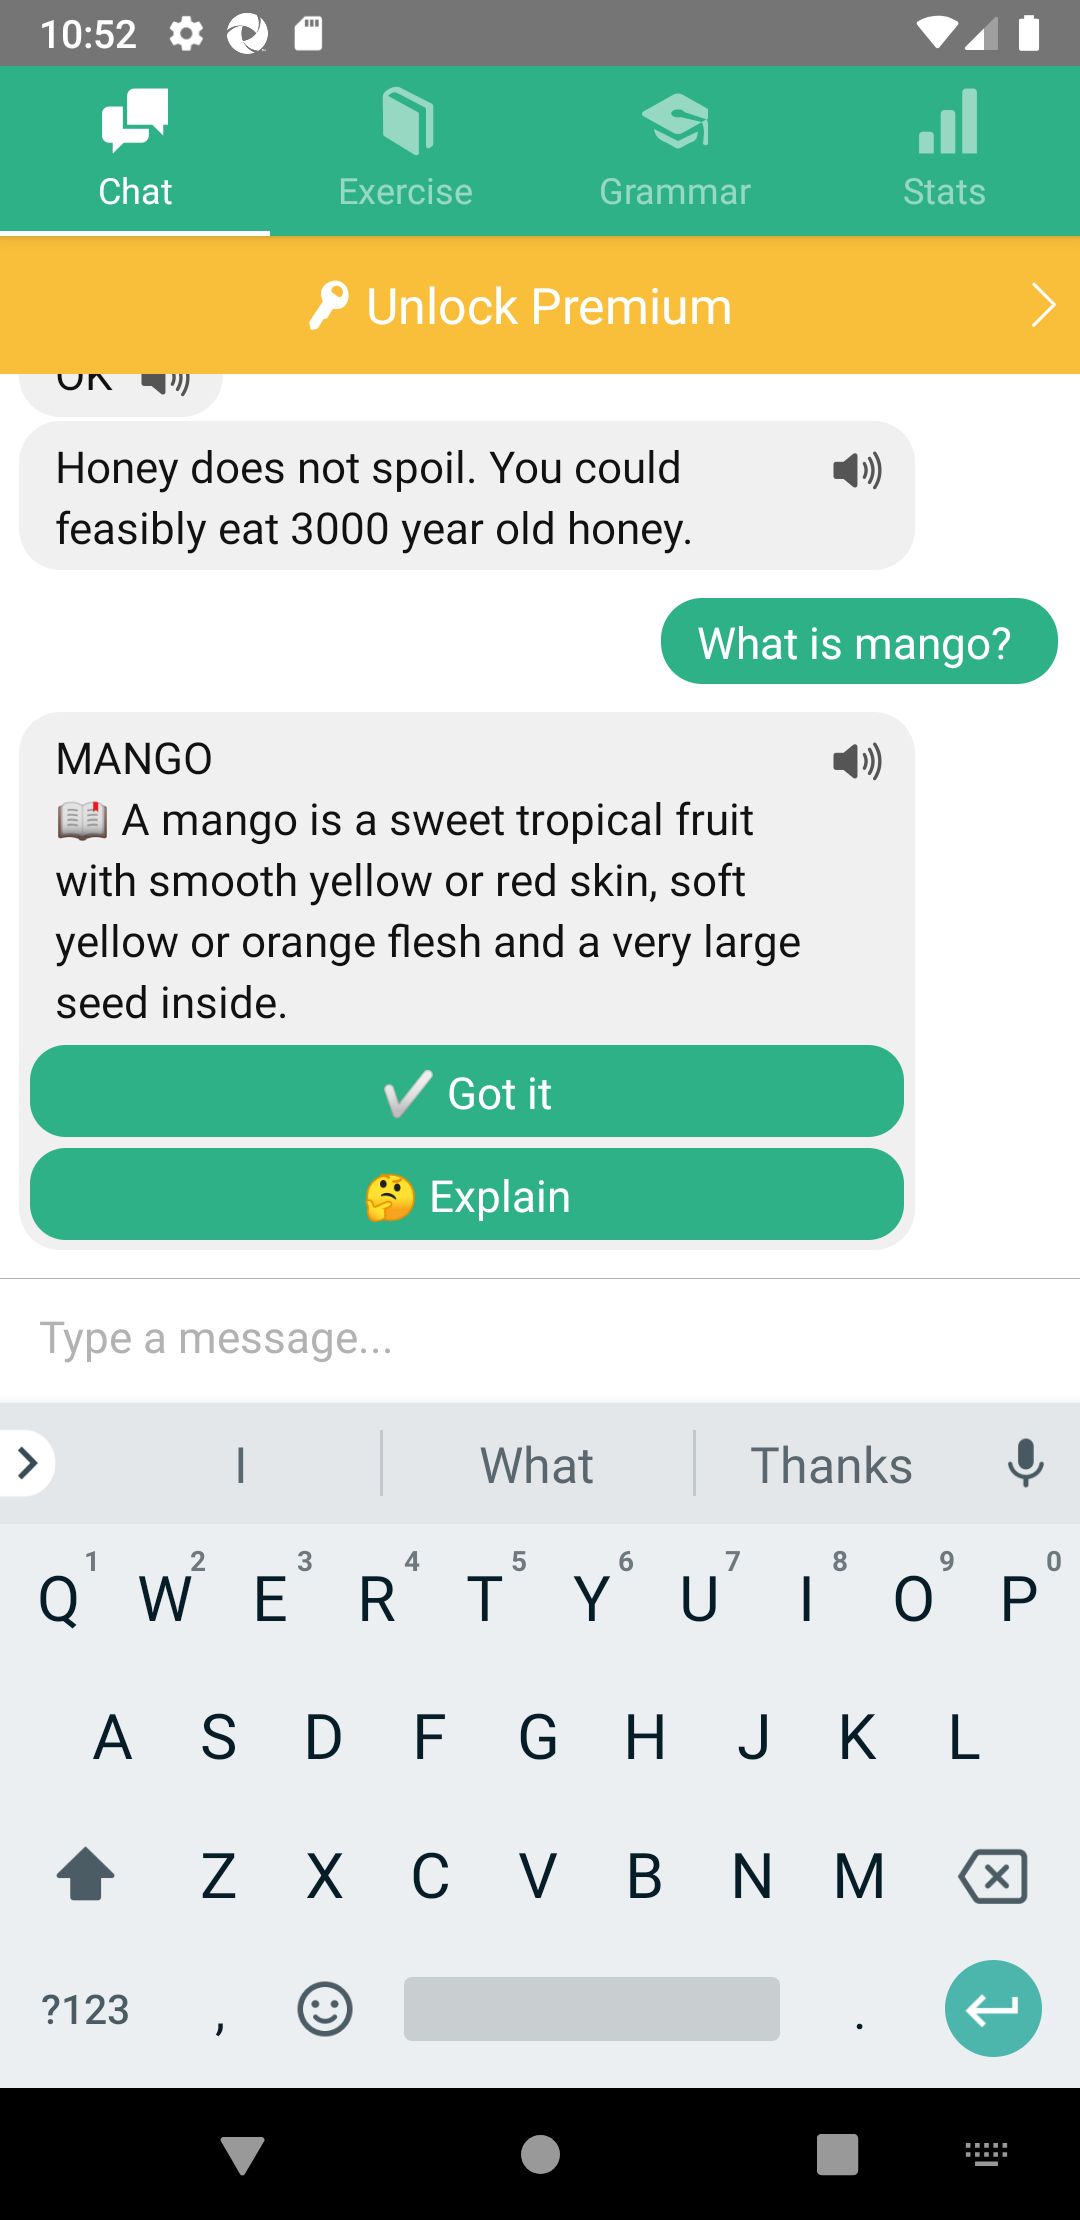 10:52
Chat
Exercise
Grammar
Stats
Unlock Premium
OK
Honey does not spoil. You could
feasibly eat 3000 year old honey.
What is mango?
MANGO
📖 A mango is a sweet tropical fruit
with smooth yellow or red skin, soft
yellow or orange flesh and a very large
seed inside.
✔ Got it
🤔 Explain
Type a message...
I
What
Thanks
Q 1 W 2 E 3 R 4 T 5 Y 6 U 7 I 8 O 9 P 0
A S D F G H J K L
Z X C V B N M
?123 , .